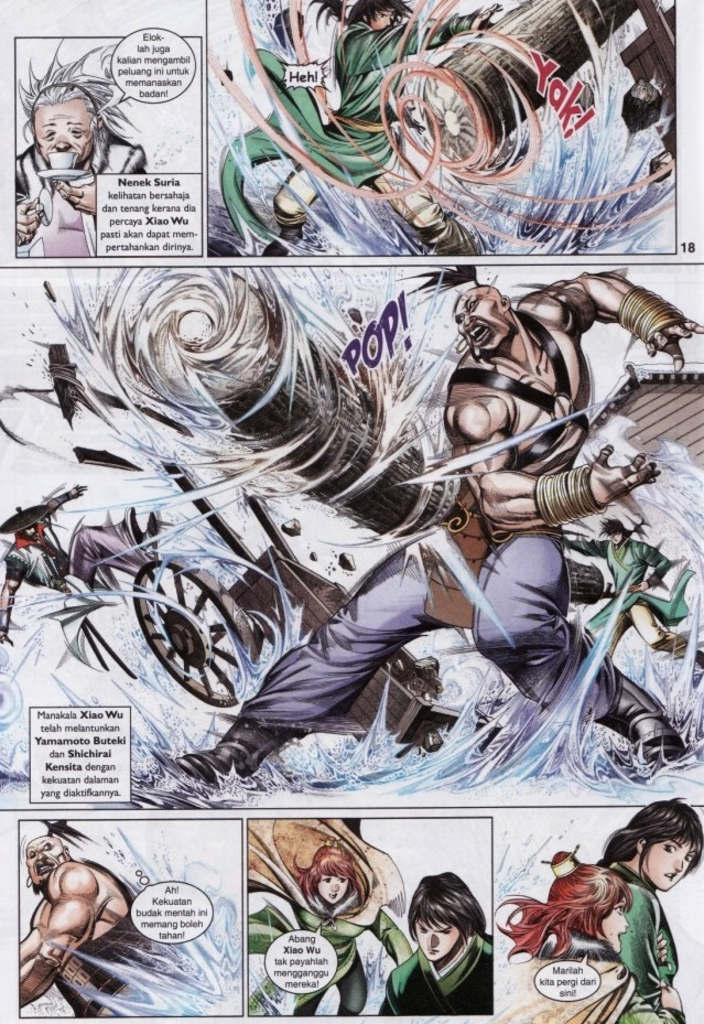 Elok-
lah juga
kalian mengambil
peluang ini untuk
memanaskan
badan!
Nenek Suria
kelihatan bersahaja
dan tenang kerana dia
percaya Xiao Wu
pasti akan dapat mem-
pertahankan dirinya.
Heh!
Yok!
18
POP!
Manakala Xiao Wu
telah melantunkan
Yamamoto Buteki
dan Shichirai
Kensita dengan
kekuatan dalaman
yang diaktifkannya.
Ah!
Kekuatan
budak mentah ini
memang boleh
tahan!
Abang
Xiao Wu
tak payahlah
mengganggu
mereka!
Marilah
kita pergi dari
sini!